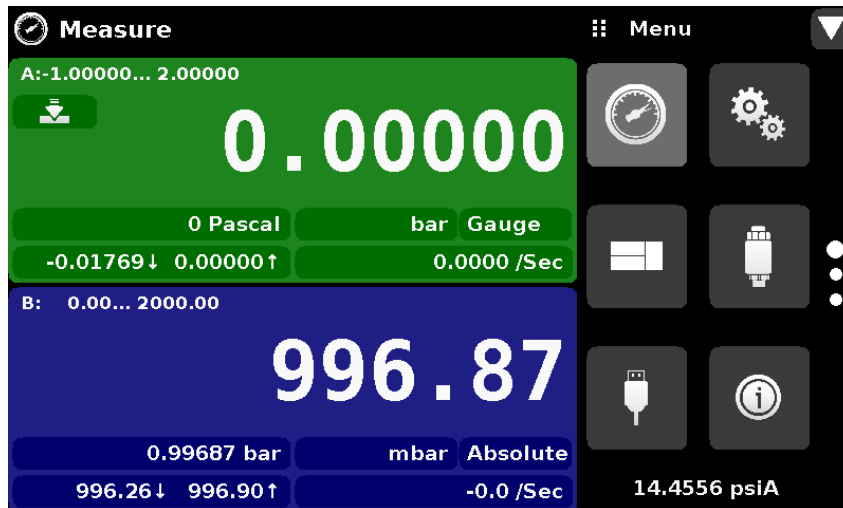 Measure
Menu
A:-1.00000... 2.00000
0.00000
0 Pascal bar Gauge
-0.01769↓ 0.00000↑ 0.0000 /Sec
B: 0.00... 2000.00
996.87
0.99687 bar mbar Absolute
996.26↓ 996.90↑ -0.0 /Sec
14.4556 psiA